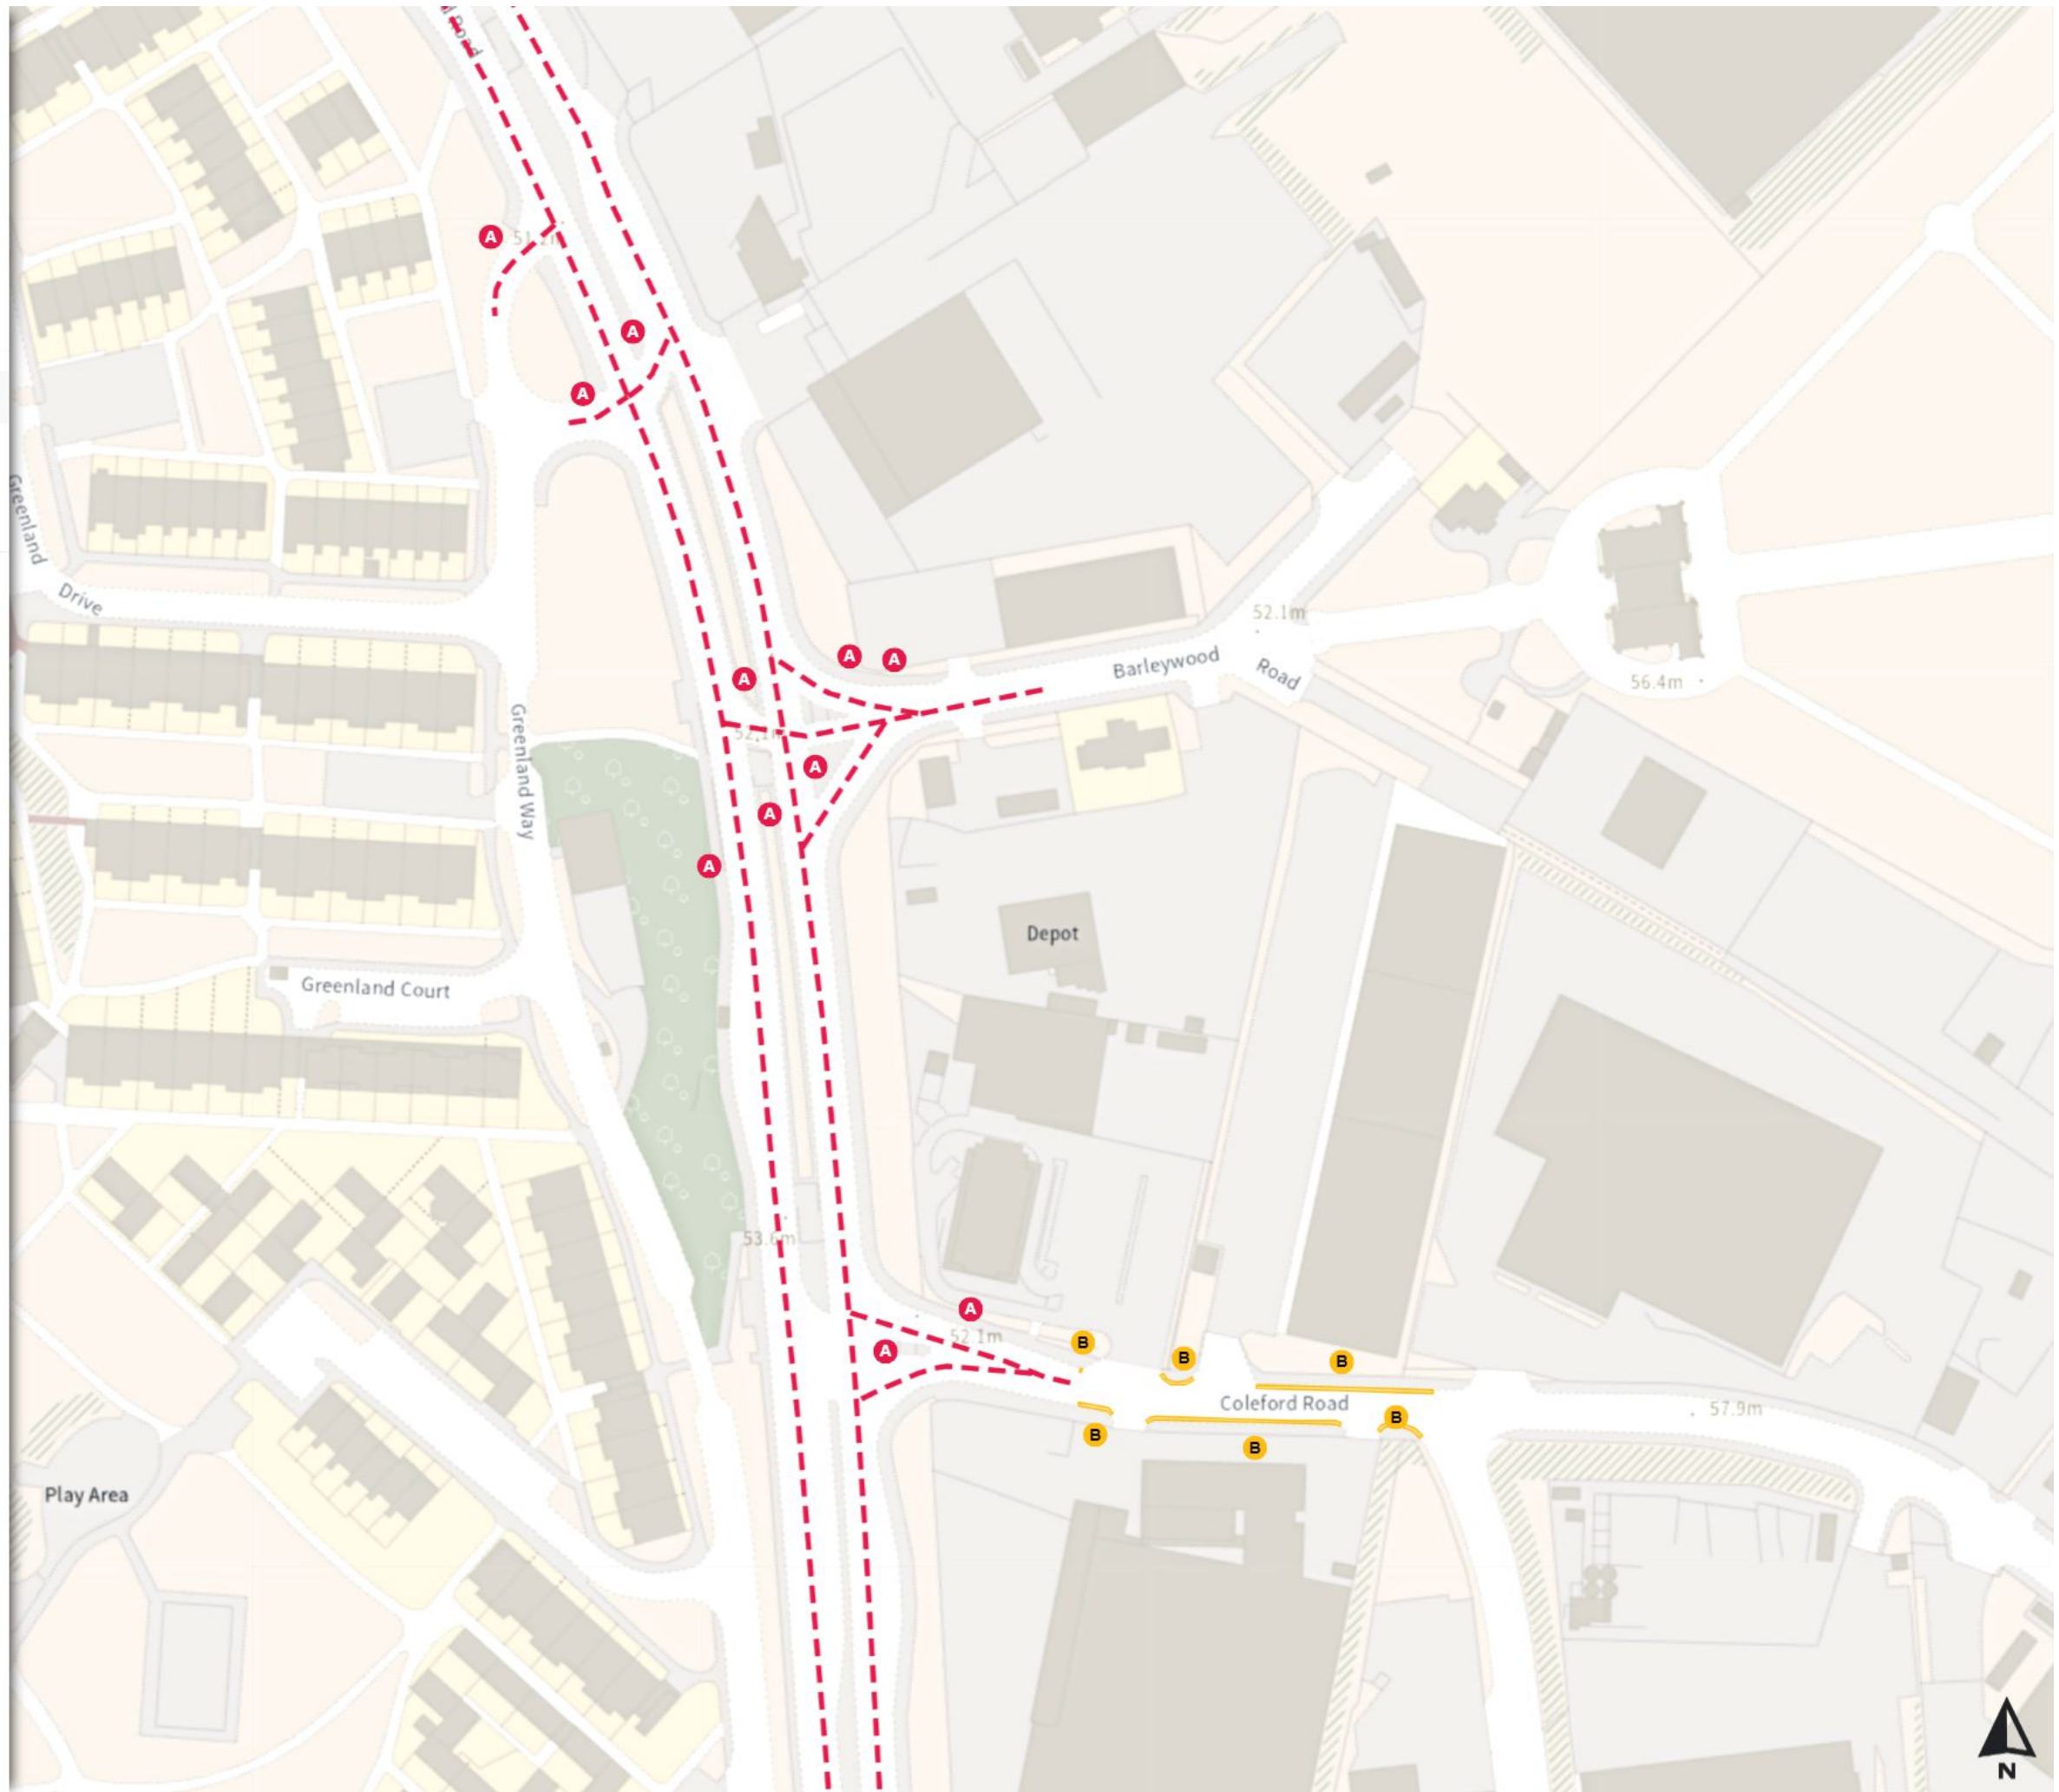 Road
A
51.2m
A
A
Greenland
Drive
52.1m
Barleywood
Road
A
A
A
56.4m
Greenland Way
52.1m
A
A
A
Depot
Greenland Court
53.6m
A
52.1m
A
B
B
B
Coleford Road
B
57.9m
B
B
Play Area
N